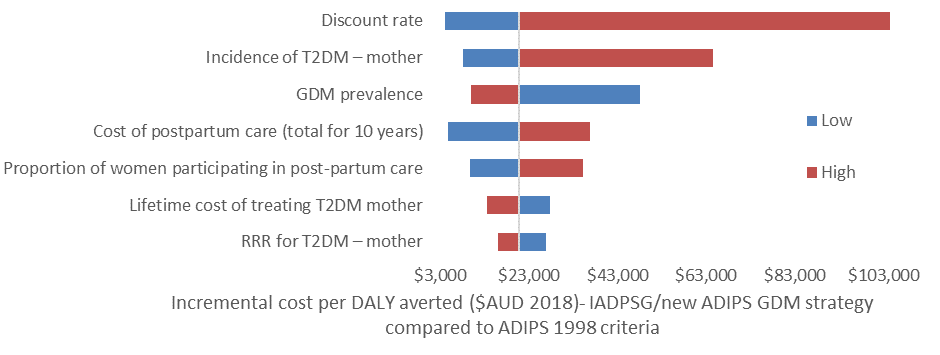 Discount rate
Incidence of T2DM – mother
GDM prevalence
Cost of postpartum care (total for 10 years)
Proportion of women participating in post-partum care
Lifetime cost of treating T2DM mother
RRR for T2DM – mother
Low
High
$3,000 $23,000 $43,000 $63,000 $83,000 $103,000
Incremental cost per DALY averted ($AUD 2018)- IADPSG/new ADIPS GDM strategy
compared to ADIPS 1998 criteria